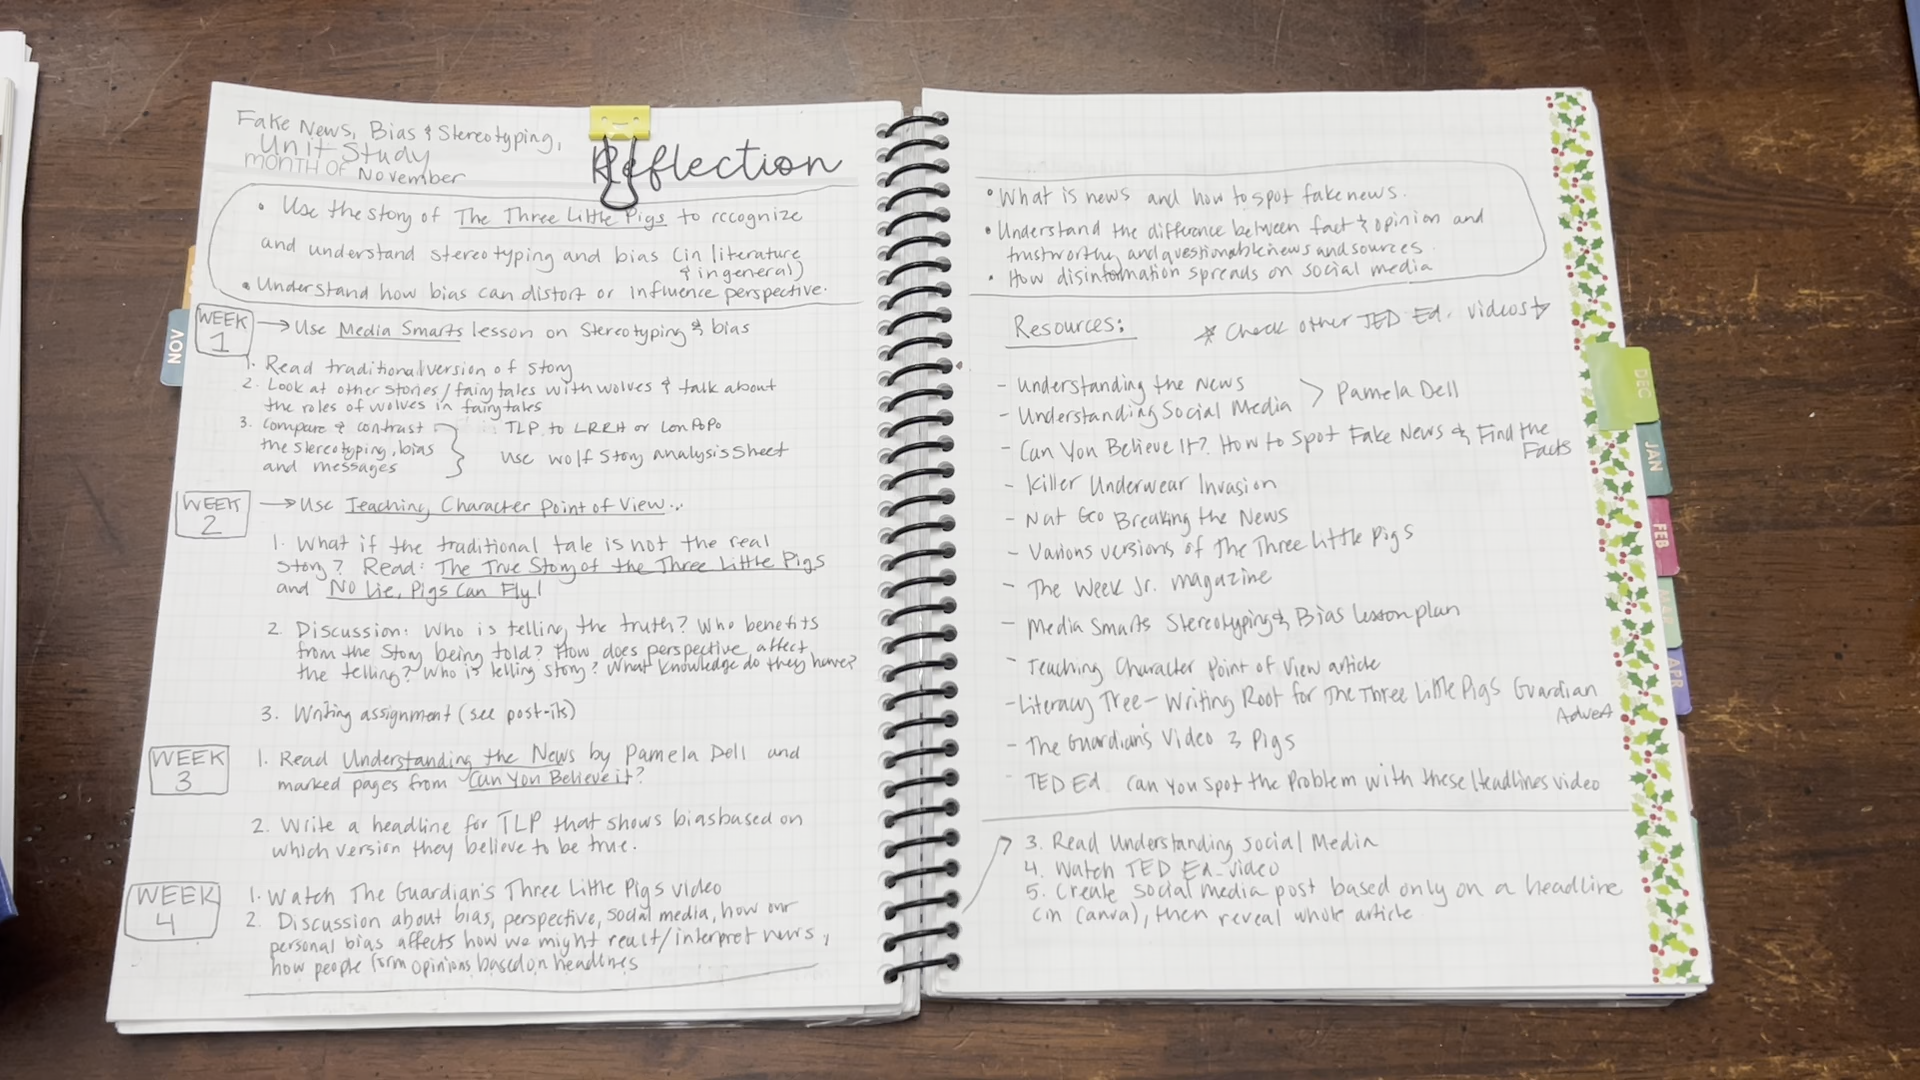 Fake News, Bias & Stereotyping,
Unit Study
MONTH OF November
Reflection
• Use the story of The Three Little Pigs to recognize
and understand stereotyping and bias (in literature
& in general)
• Understand how bias can distort or influence perspective.
WEEK
1
→ Use Media Smarts lesson on Stereotyping & bias
1. Read traditional version of story
2. Look at other stories/fairytales with wolves & talk about
the roles of wolves in fairytales
3. Compare & contrast
the stereotyping, bias
and messages
TLP to LRRH or Lon Po Po
Use wolf story analysis sheet
WEEK
2
→ Use Teaching Character Point of View...
1. What if the traditional tale is not the real
story? Read: The True Story of the Three Little Pigs
and No Lie, Pigs Can Fly!
2. Discussion: Who is telling the truth? Who benefits
from the story being told? How does perspective affect
the telling? Who is telling story? What knowledge do they have?
3. Writing assignment (see post-its)
WEEK
3
1. Read Understanding the News by Pamela Dell and
marked pages from Can You Believe it?
2. Write a headline for TLP that shows bias based on
which version they believe to be true.
WEEK
4
1. Watch The Guardian's Three Little Pigs video
2. Discussion about bias, perspective, social media, how our
personal bias affects how we might react/interpret news,
how people form opinions based on headlines
• What is news and how to spot fake news.
• Understand the difference between fact & opinion and
trustworthy and questionable news and sources.
• How disinformation spreads on social media
Resources:
* Check other TED Ed. videos
- Understanding the News
- Understanding Social Media
> Pamela Dell
- Can You Believe It? How to Spot Fake News & Find the
Facts
- Killer Underwear Invasion
- Nat Geo Breaking the News
- Various versions of The Three Little Pigs
- The Week Jr. magazine
- Media Smarts Stereotyping & Bias lesson plan
- Teaching Character Point of View article
- Literacy Tree - Writing Root for The Three Little Pigs Guardian
Advert
- The Guardian's Video 3 Pigs
- TED Ed Can You Spot the Problem with these Headlines video
3. Read Understanding Social Media
4. Watch TED Ed video
5. Create social media post based only on a headline
(in Canva), then reveal whole article.
NOV
DEC
JAN
FEB
MAR
APR